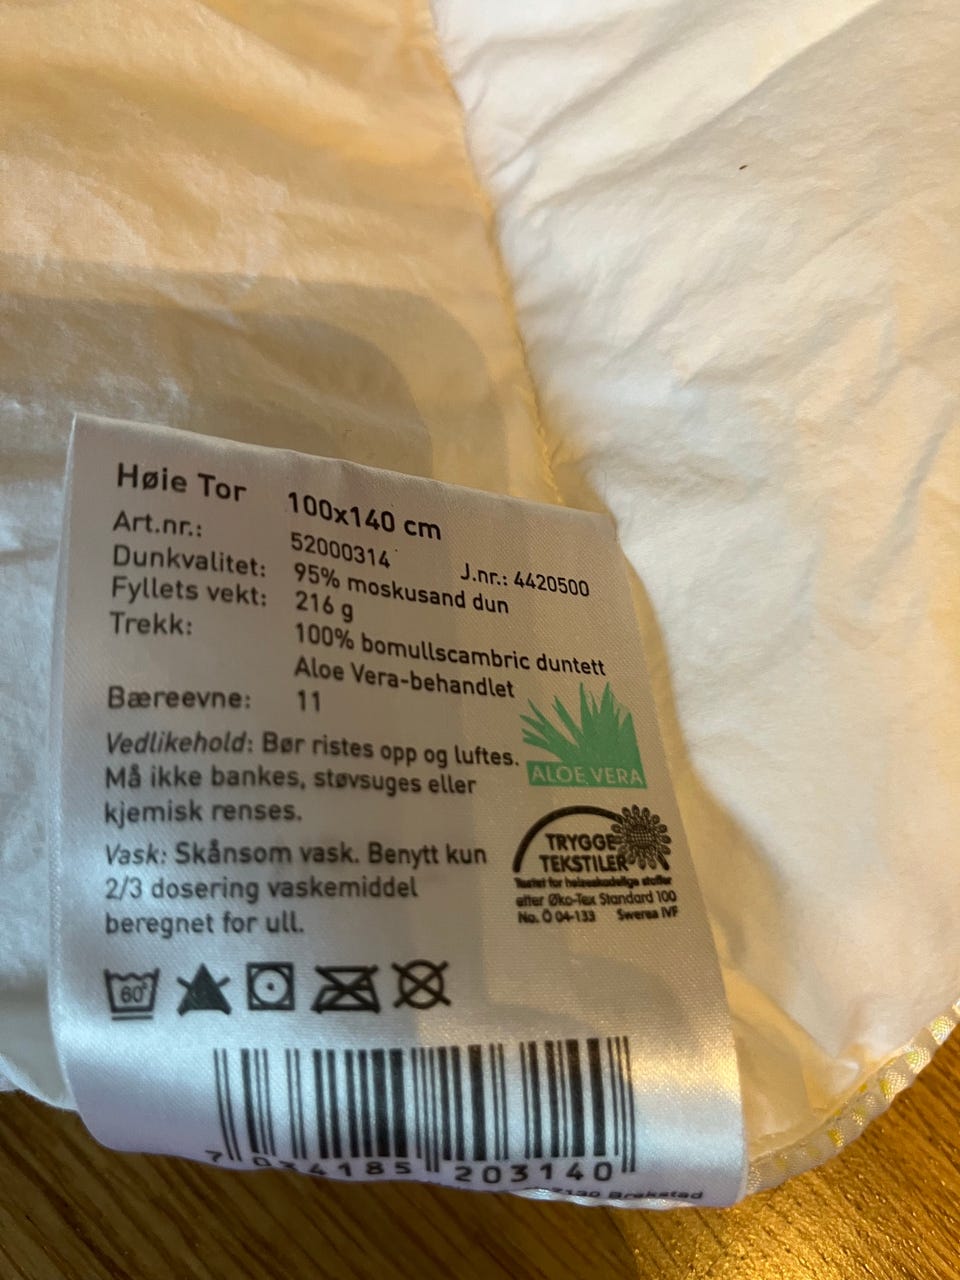 Høie Tor 100x140 cm
Art.nr.: 52000314 J.nr.: 4420500
Dunkvalitet: 95% moskusand dun
Fyllets vekt: 216 g
Trekk: 100% bomullscambric duntett
Aloe Vera-behandlet
Bæreevne: 11
Vedlikehold: Bør ristes opp og luftes.
Må ikke bankes, støvsuges eller
kjemisk renses.
ALOE VERA
Vask: Skånsom vask. Benytt kun
2/3 dosering vaskemiddel
beregnet for ull.
TRYGGE
TEKSTILER
Testet for helseskadelige stoffer
etter Øko-Tex Standard 100
No. Ö 04-133 Swerea IVF
60°
7 034185 203140
7130 Brekstad